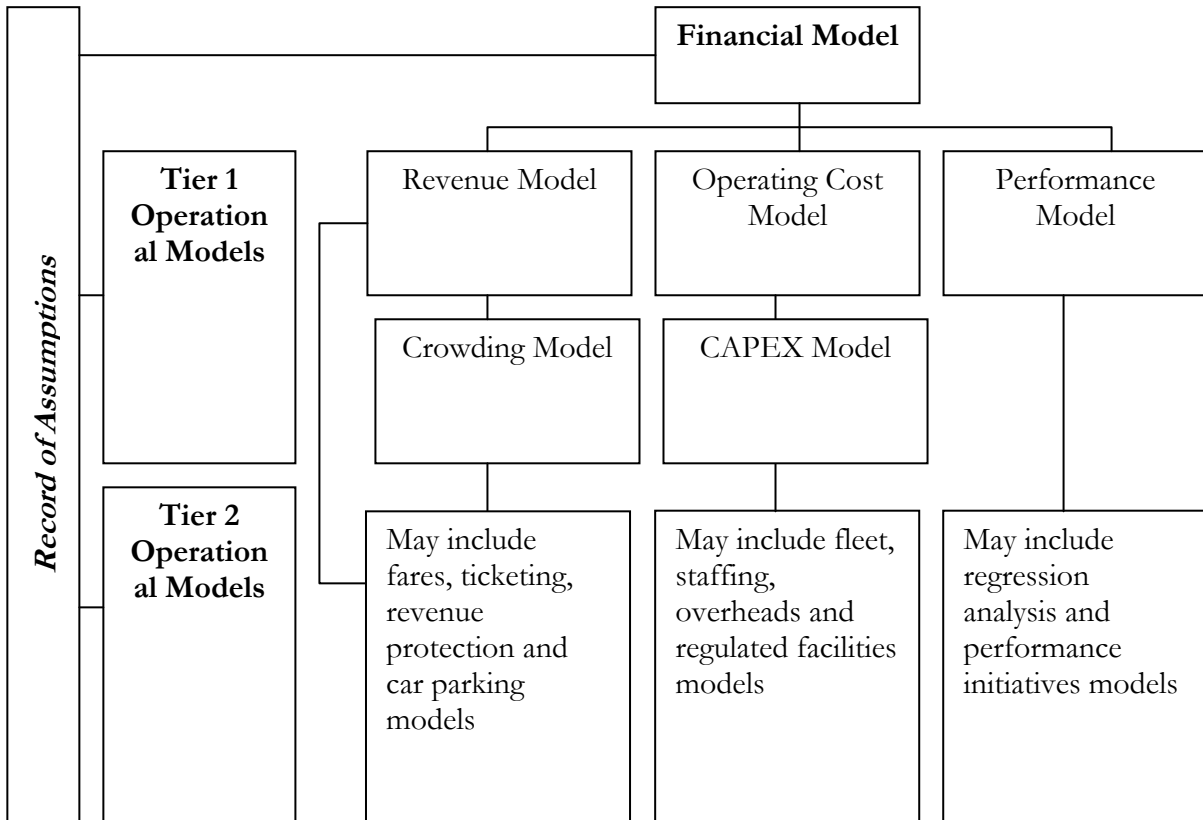 Record of Assumptions
Financial Model
Tier 1
Operation
al Models
Revenue Model
Operating Cost
Model
Performance
Model
Crowding Model
CAPEX Model
Tier 2
Operation
al Models
May include
fares, ticketing,
revenue
protection and
car parking
models
May include fleet,
staffing,
overheads and
regulated facilities
models
May include
regression
analysis and
performance
initiatives models